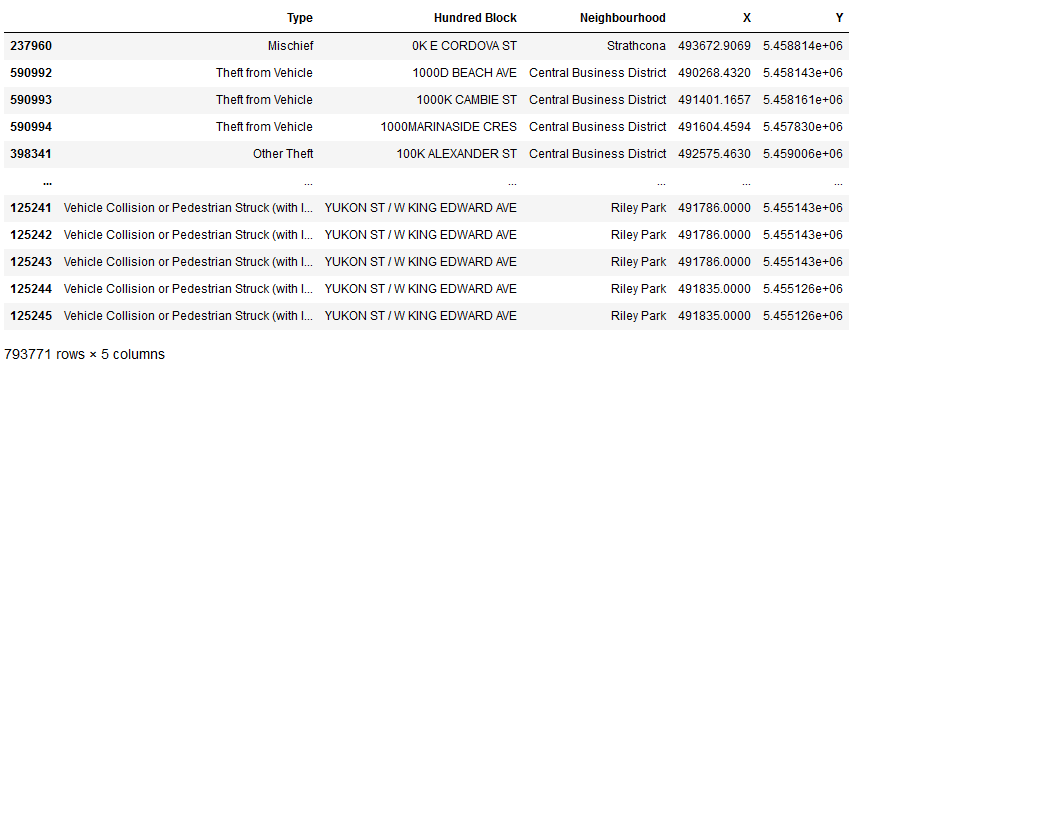 Type Hundred Block Neighbourhood X Y
237960 Mischief 0K E CORDOVA ST Strathcona 493672.9069 5.458814e+06
590992 Theft from Vehicle 1000D BEACH AVE Central Business District 490268.4320 5.458143e+06
590993 Theft from Vehicle 1000K CAMBIE ST Central Business District 491401.1657 5.458161e+06
590994 Theft from Vehicle 1000MARINASIDE CRES Central Business District 491604.4594 5.457830e+06
398341 Other Theft 100K ALEXANDER ST Central Business District 492575.4630 5.459006e+06
... ... ... ... ... ...
125241 Vehicle Collision or Pedestrian Struck (with I... YUKON ST / W KING EDWARD AVE Riley Park 491786.0000 5.455143e+06
125242 Vehicle Collision or Pedestrian Struck (with I... YUKON ST / W KING EDWARD AVE Riley Park 491786.0000 5.455143e+06
125243 Vehicle Collision or Pedestrian Struck (with I... YUKON ST / W KING EDWARD AVE Riley Park 491786.0000 5.455143e+06
125244 Vehicle Collision or Pedestrian Struck (with I... YUKON ST / W KING EDWARD AVE Riley Park 491835.0000 5.455126e+06
125245 Vehicle Collision or Pedestrian Struck (with I... YUKON ST / W KING EDWARD AVE Riley Park 491835.0000 5.455126e+06
793771 rows × 5 columns